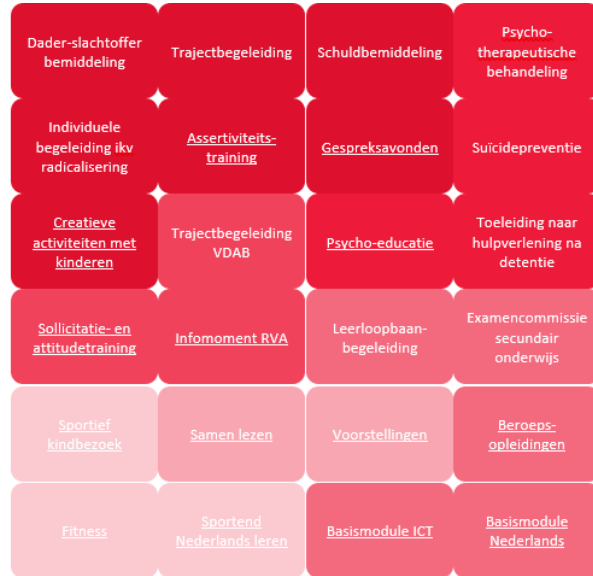 Dader-slachtoffer
bemiddeling
Trajectbegeleiding
Schuldbemiddeling
Psycho-
therapeutische
behandeling
Individuele
begeleiding ikv
radicalisering
Assertiviteits-
training
Gespreksavonden
Suïcidepreventie
Creatieve
activiteiten met
kinderen
Trajectbegeleiding
VDAB
Psycho-educatie
Toeleiding naar
hulpverlening na
detentie
Sollicitatie- en
attitudetraining
Infomoment RVA
Leerloopbaan-
begeleiding
Examencommissie
secundair
onderwijs
Sportief
kindbezoek
Samen lezen
Voorstellingen
Beroeps-
opleidingen
Fitness
Sportend
Nederlands leren
Basismodule ICT
Basismodule
Nederlands